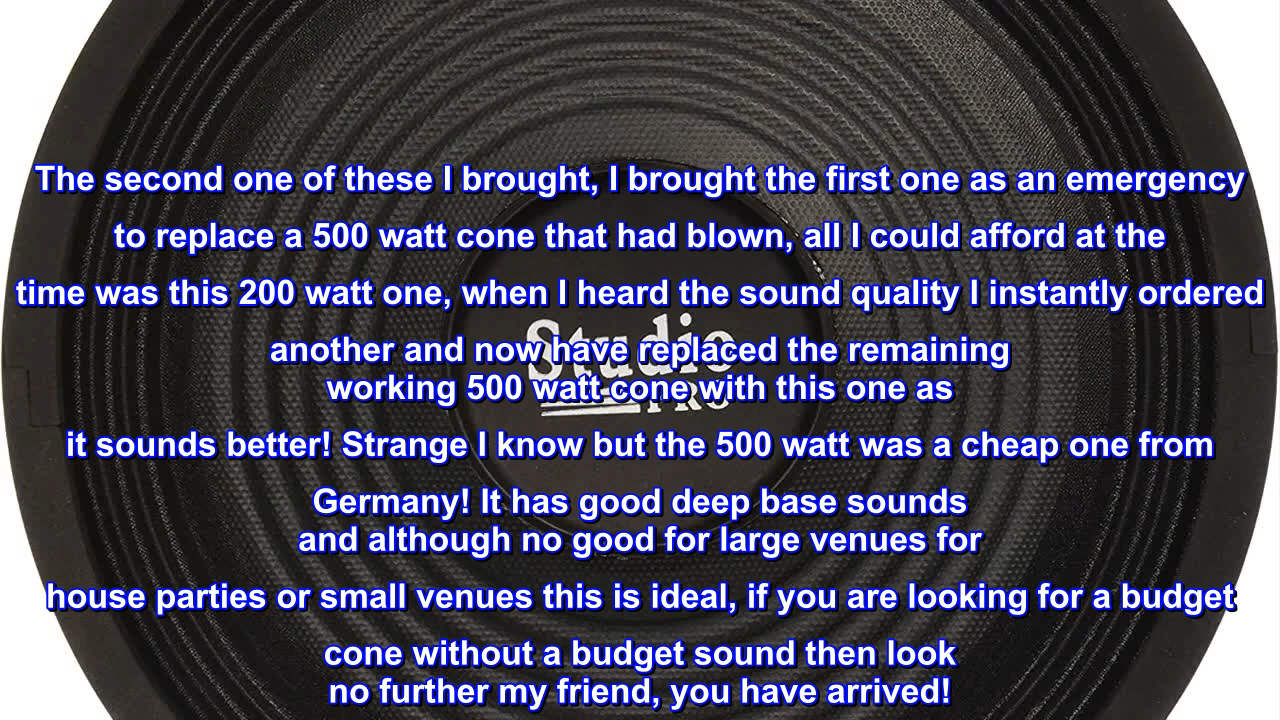 The second one of these I brought, I brought the first one as an emergency
to replace a 500 watt cone that had blown, all I could afford at the
time was this 200 watt one, when I heard the sound quality I instantly ordered
another and now have replaced the remaining
working 500 watt cone with this one as
it sounds better! Strange I know but the 500 watt was a cheap one from
Germany! It has good deep base sounds
and although no good for large venues for
house parties or small venues this is ideal, if you are looking for a budget
cone without a budget sound then look
no further my friend, you have arrived!
Studio
PRO